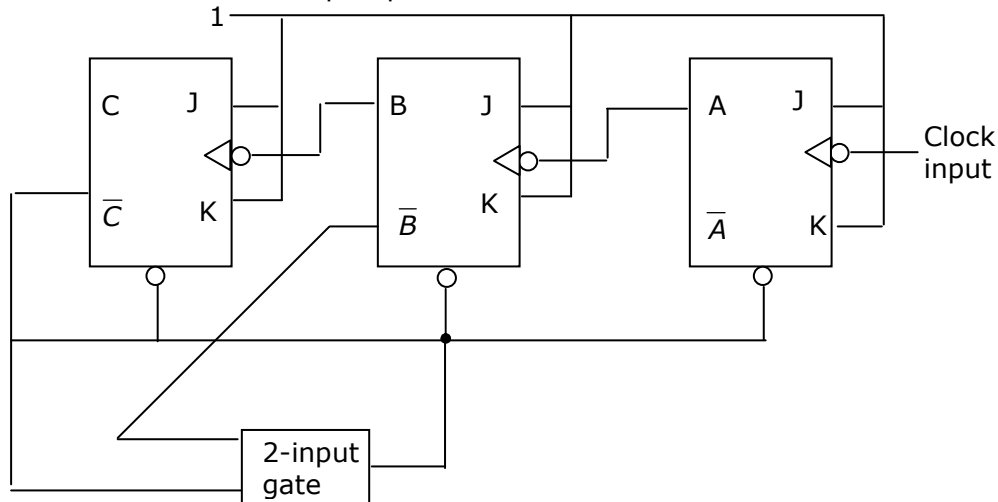 1
C J B J A J
Clock
input
C̅ K B̅ K A̅ K
2-input
gate